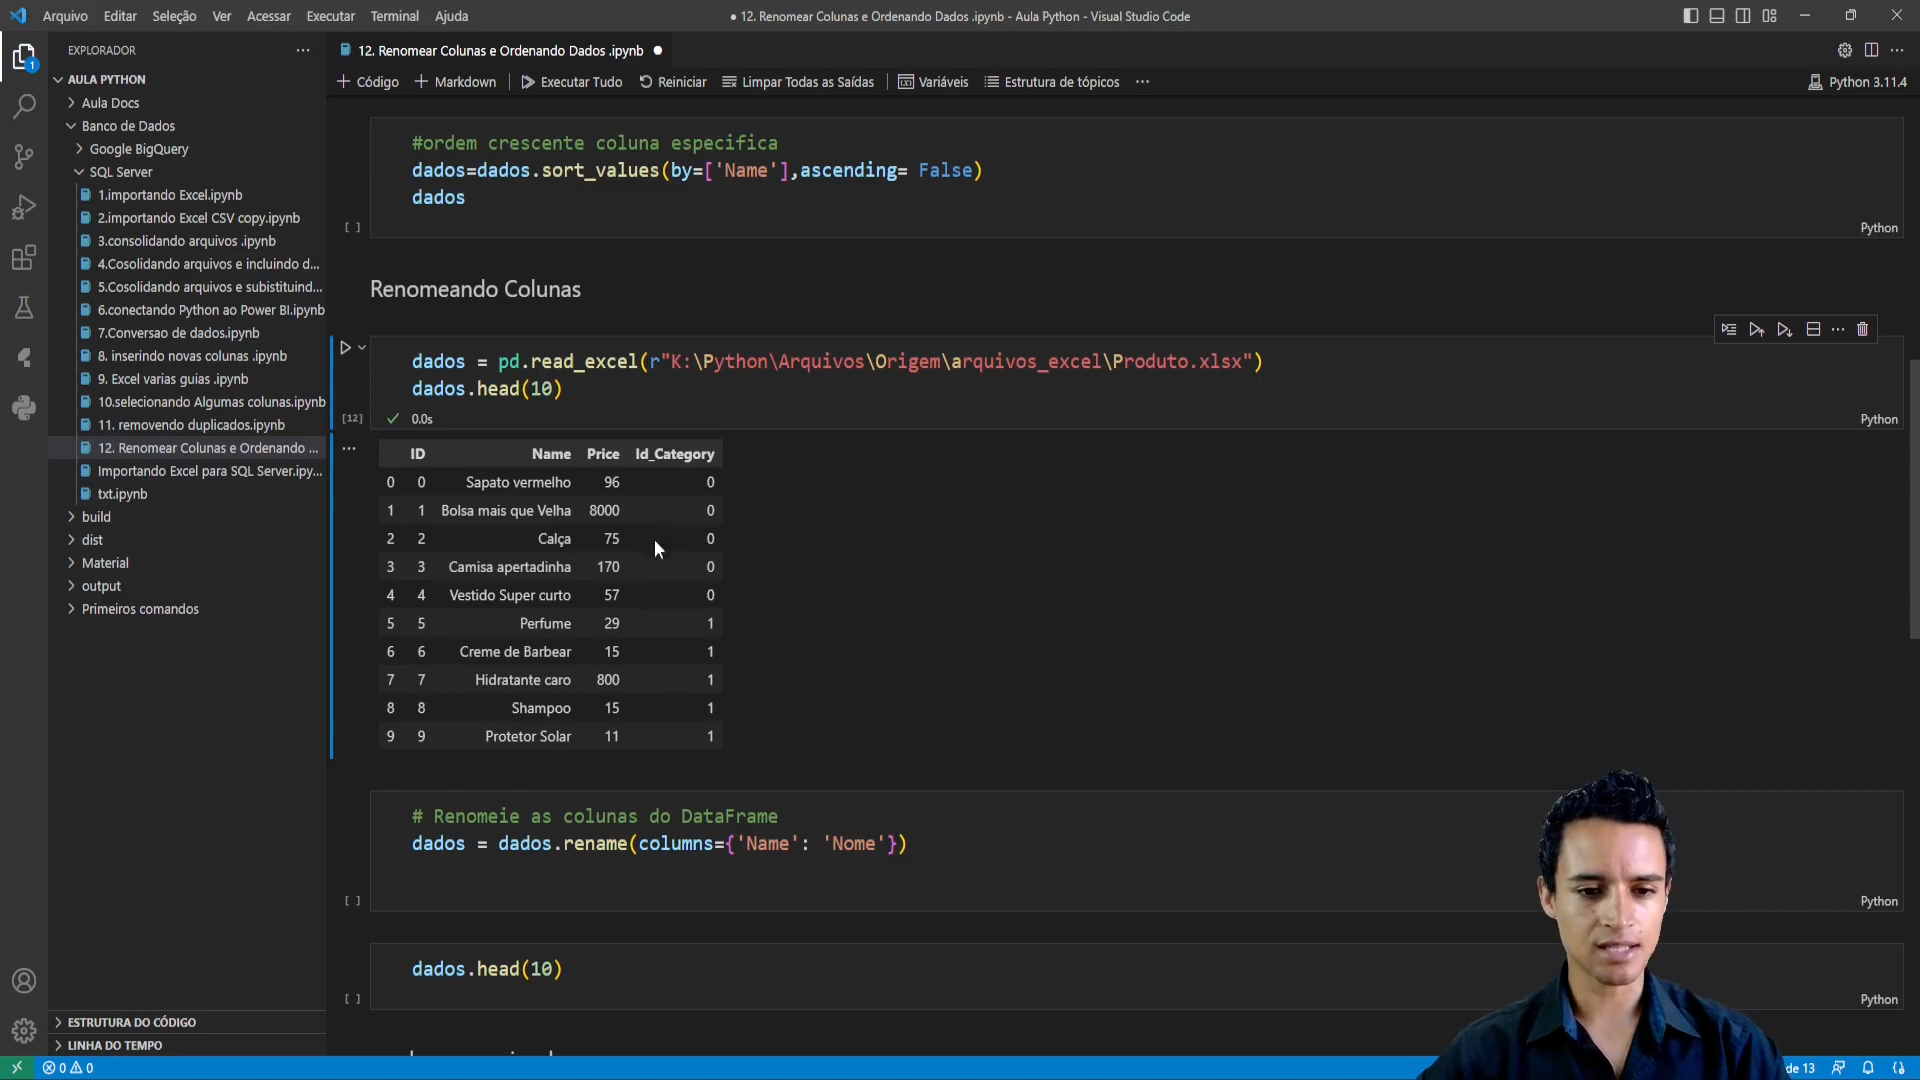 Arquivo Editar Seleção Ver Acessar Executar Terminal Ajuda
● 12. Renomear Colunas e Ordenando Dados .ipynb - Aula Python - Visual Studio Code
EXPLORADOR
12. Renomear Colunas e Ordenando Dados .ipynb
AULA PYTHON
Aula Docs
Banco de Dados
Google BigQuery
SQL Server
1.importando Excel.ipynb
2.importando Excel CSV copy.ipynb
3.consolidando arquivos .ipynb
4.Cosolidando arquivos e incluindo d...
5.Cosolidando arquivos e subistituind...
6.conectando Python ao Power BI.ipynb
7.Conversao de dados.ipynb
8. inserindo novas colunas .ipynb
9. Excel varias guias .ipynb
10.selecionando Algumas colunas.ipynb
11. removendo duplicados.ipynb
12. Renomear Colunas e Ordenando ...
Importando Excel para SQL Server.ipy...
txt.ipynb
build
dist
Material
output
Primeiros comandos
ESTRUTURA DO CÓDIGO
LINHA DO TEMPO
1
Código Markdown Executar Tudo Reiniciar Limpar Todas as Saídas Variáveis Estrutura de tópicos ... Python 3.11.4
#ordem crescente coluna especifica
dados=dados.sort_values(by=['Name'],ascending= False)
dados
[ ] Python
Renomeando Colunas
dados = pd.read_excel(r"K:\Python\Arquivos\Origem\arquivos_excel\Produto.xlsx")
dados.head(10)
[12] 0.0s Python
ID Name Price Id_Category
0 0 Sapato vermelho 96 0
1 1 Bolsa mais que Velha 8000 0
2 2 Calça 75 0
3 3 Camisa apertadinha 170 0
4 4 Vestido Super curto 57 0
5 5 Perfume 29 1
6 6 Creme de Barbear 15 1
7 7 Hidratante caro 800 1
8 8 Shampoo 15 1
9 9 Protetor Solar 11 1
# Renomeie as colunas do DataFrame
dados = dados.rename(columns={'Name': 'Nome'})
[ ] Python
dados.head(10)
[ ] Python
0 0
de 13